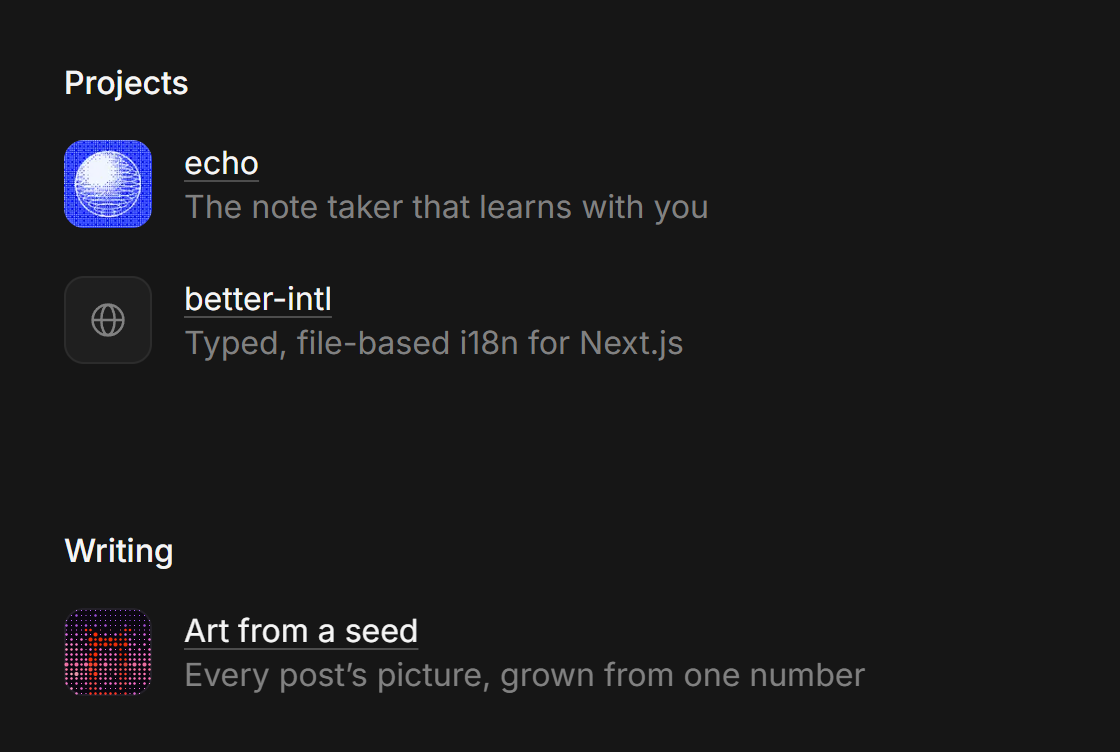 Projects
echo
The note taker that learns with you
better-intl
Typed, file-based i18n for Next.js
Writing
Art from a seed
Every post’s picture, grown from one number